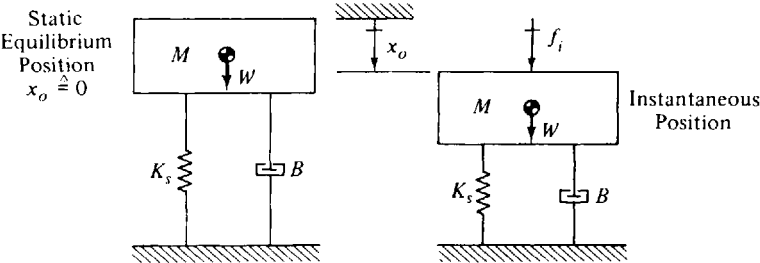 Static
Equilibrium
Position
x_o ≙ 0
M
W
K_s
B
x_o
f_i
M
W
Instantaneous
Position
K_s
B